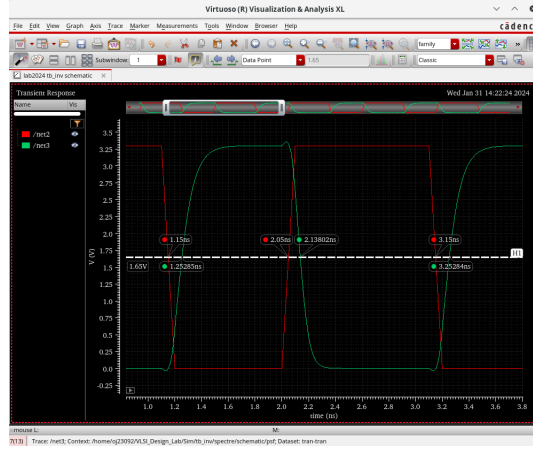 Virtuoso (R) Visualization & Analysis XL
File Edit View Graph Axis Trace Marker Measurements Tools Window Browser Help
cādence
Subwindow: 1 Data Point 1.65 Classic family
lab2024 tb_inv schematic
Transient Response
Wed Jan 31 14:22:24 2024
Name Vis
/net2
/net3
V (V)
3.5
3.25
3.0
2.75
2.5
2.25
2.0
1.75
1.5
1.25
1.0
0.75
0.5
0.25
0.0
-0.25
1.15ns
2.05ns
2.13802ns
3.15ns
H1
1.65V
1.25285ns
3.25284ns
1.0 1.2 1.4 1.6 1.8 2.0 2.2 2.4 2.6 2.8 3.0 3.2 3.4 3.6 3.8
time (ns)
mouse L:
M:
7(13) Trace: /net3; Context: /home/oj23092/VLSI_Design_Lab/Sim/tb_inv/spectre/schematic/psf; Dataset: tran-tran